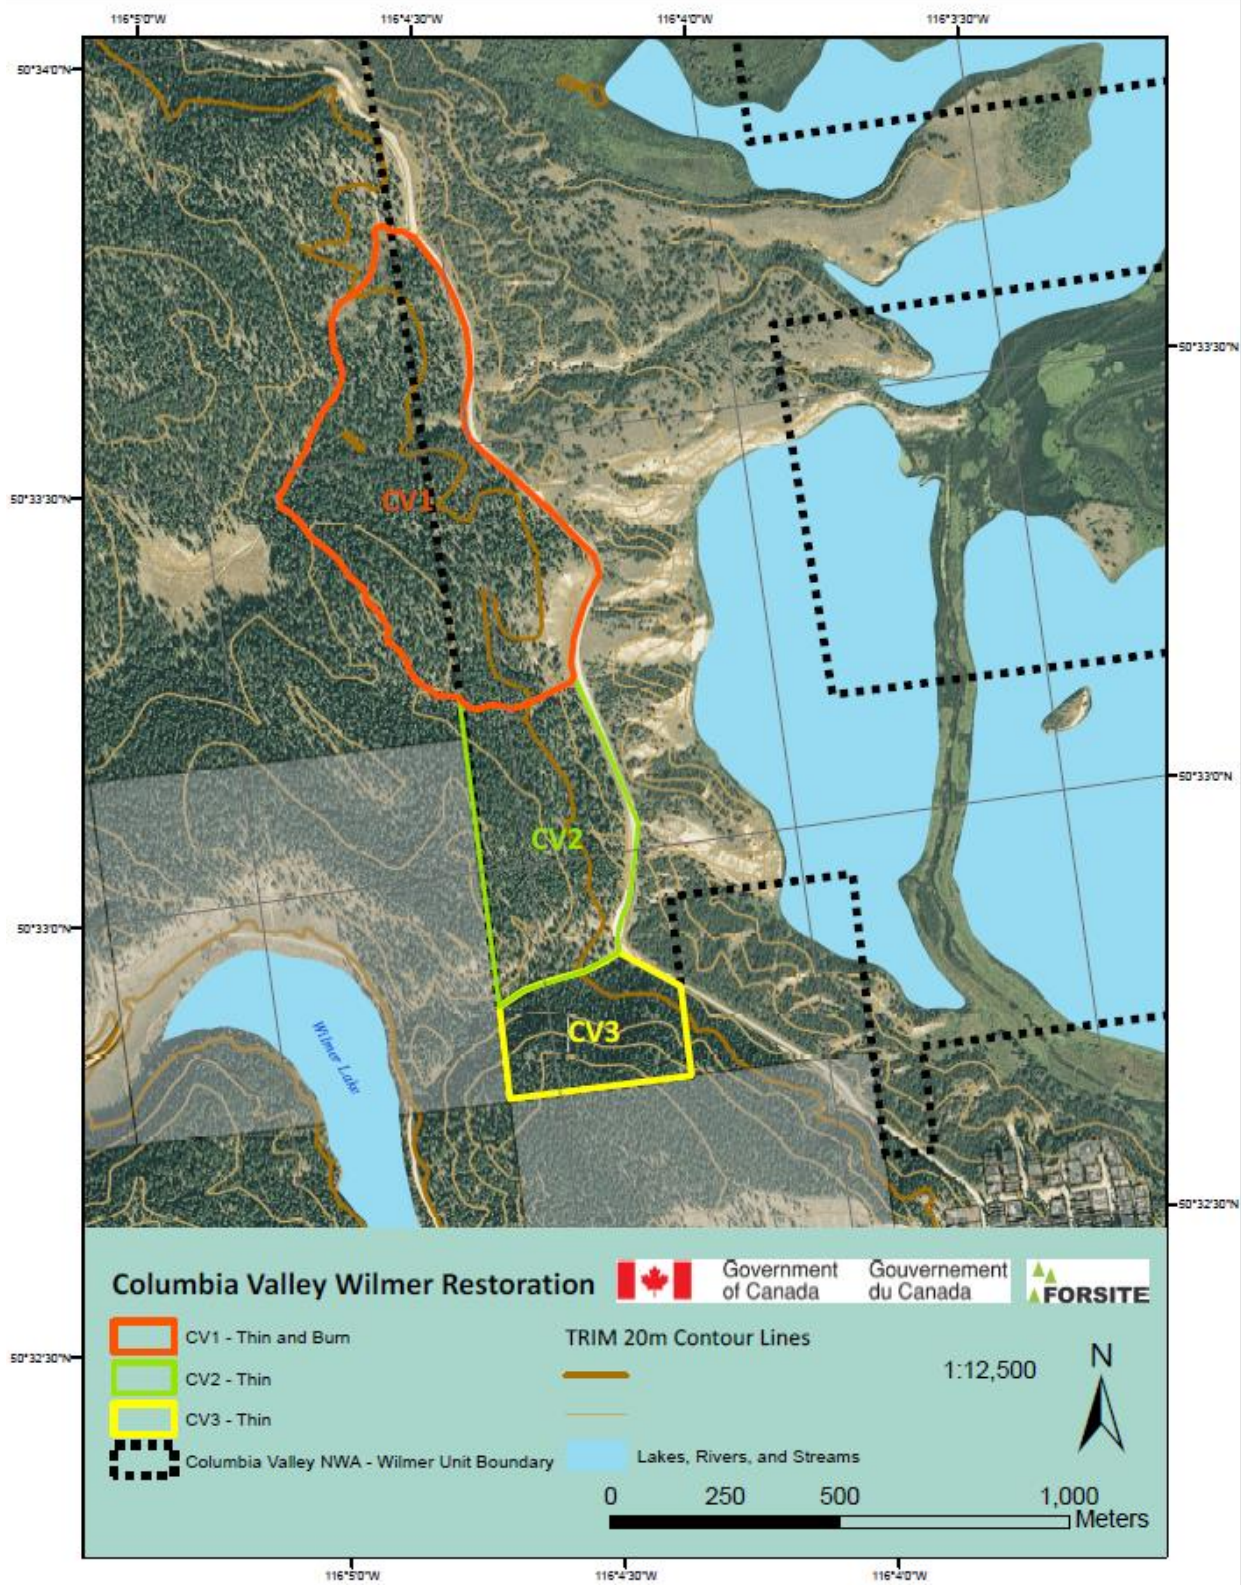 116°5'0"W 116°4'30"W 116°4'0"W 116°3'30"W
50°34'0"N
50°33'30"N
50°33'30"N
CV1
50°33'0"N
CV2
50°33'0"N
Wilmer Lake
CV3
50°32'30"N
Columbia Valley Wilmer Restoration
Government of Canada
Gouvernement du Canada
FORSITE
CV1 - Thin and Burn
TRIM 20m Contour Lines
50°32'30"N
1:12,500
N
CV2 - Thin
CV3 - Thin
Columbia Valley NWA - Wilmer Unit Boundary
Lakes, Rivers, and Streams
0 250 500 1,000
Meters
116°5'0"W 116°4'30"W 116°4'0"W